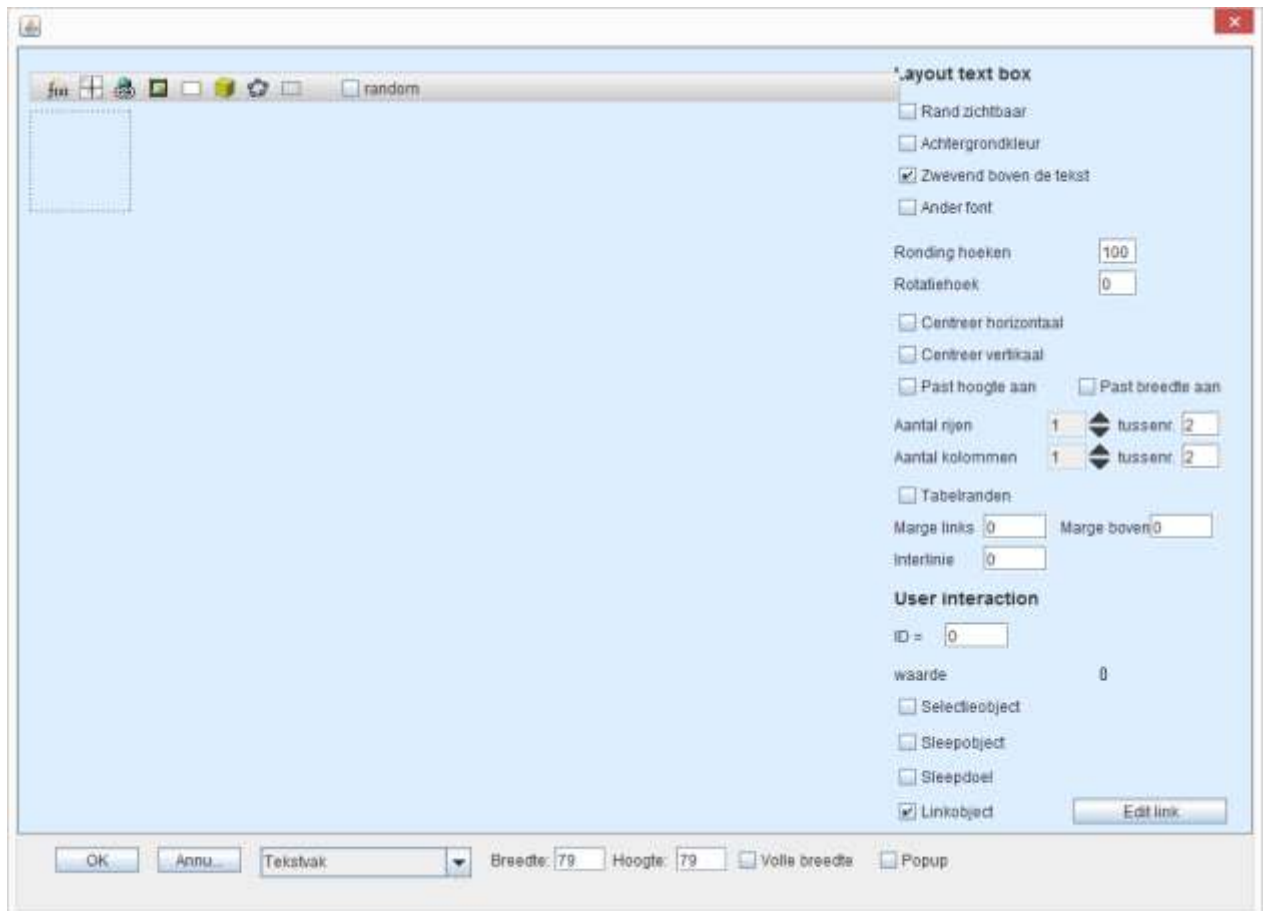 f(x) random
*.ayout text box
Rand zichtbaar
Achtergrondkleur
Zwevend boven de tekst
Ander font
Ronding hoeken 100
Rotatiehoek 0
Centreer horizontaal
Centreer vertikaal
Past hoogte aan Past breedte aan
Aantal rijen 1 tussenr. 2
Aantal kolommen 1 tussenr. 2
Tabelranden
Marge links 0 Marge boven 0
Interlinie 0
User interaction
ID = 0
waarde 0
Selectieobject
Sleepobject
Sleepdoel
Linkobject Edit link
OK Annu... Tekstvak Breedte: 79 Hoogte: 79 Volle breedte Popup